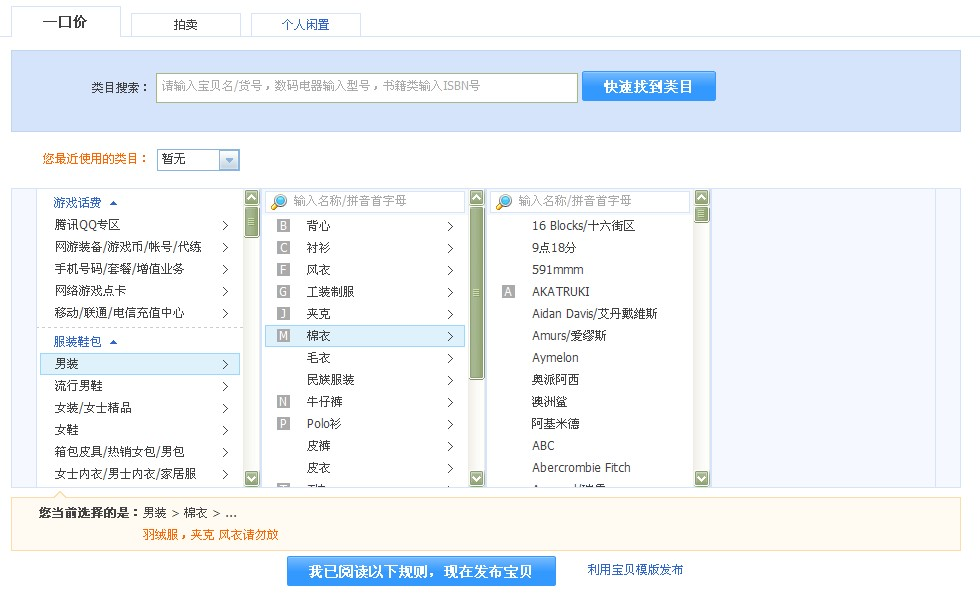 一口价
拍卖
个人闲置
类目搜索：
请输入宝贝名/货号，数码电器输入型号，书籍类输入ISBN号
快速找到类目
您最近使用的类目：
暂无
游戏话费
腾讯QQ专区
网游装备/游戏币/帐号/代练
手机号码/套餐/增值业务
网络游戏点卡
移动/联通/电信充值中心
服装鞋包
男装
流行男鞋
女装/女士精品
女鞋
箱包皮具/热销女包/男包
女士内衣/男士内衣/家居服
输入名称/拼音首字母
B 背心
C 衬衫
F 风衣
G 工装制服
J 夹克
M 棉衣
毛衣
民族服装
N 牛仔裤
P Polo衫
皮裤
皮衣
输入名称/拼音首字母
16 Blocks/十六街区
9点18分
591mmm
A AKATRUKI
Aidan Davis/艾丹戴维斯
Amurs/爱缪斯
Aymelon
奥派阿西
澳洲鲨
阿基米德
ABC
Abercrombie Fitch
您当前选择的是：男装 > 棉衣 > ...
羽绒服，夹克 风衣请勿放
我已阅读以下规则，现在发布宝贝
利用宝贝模版发布